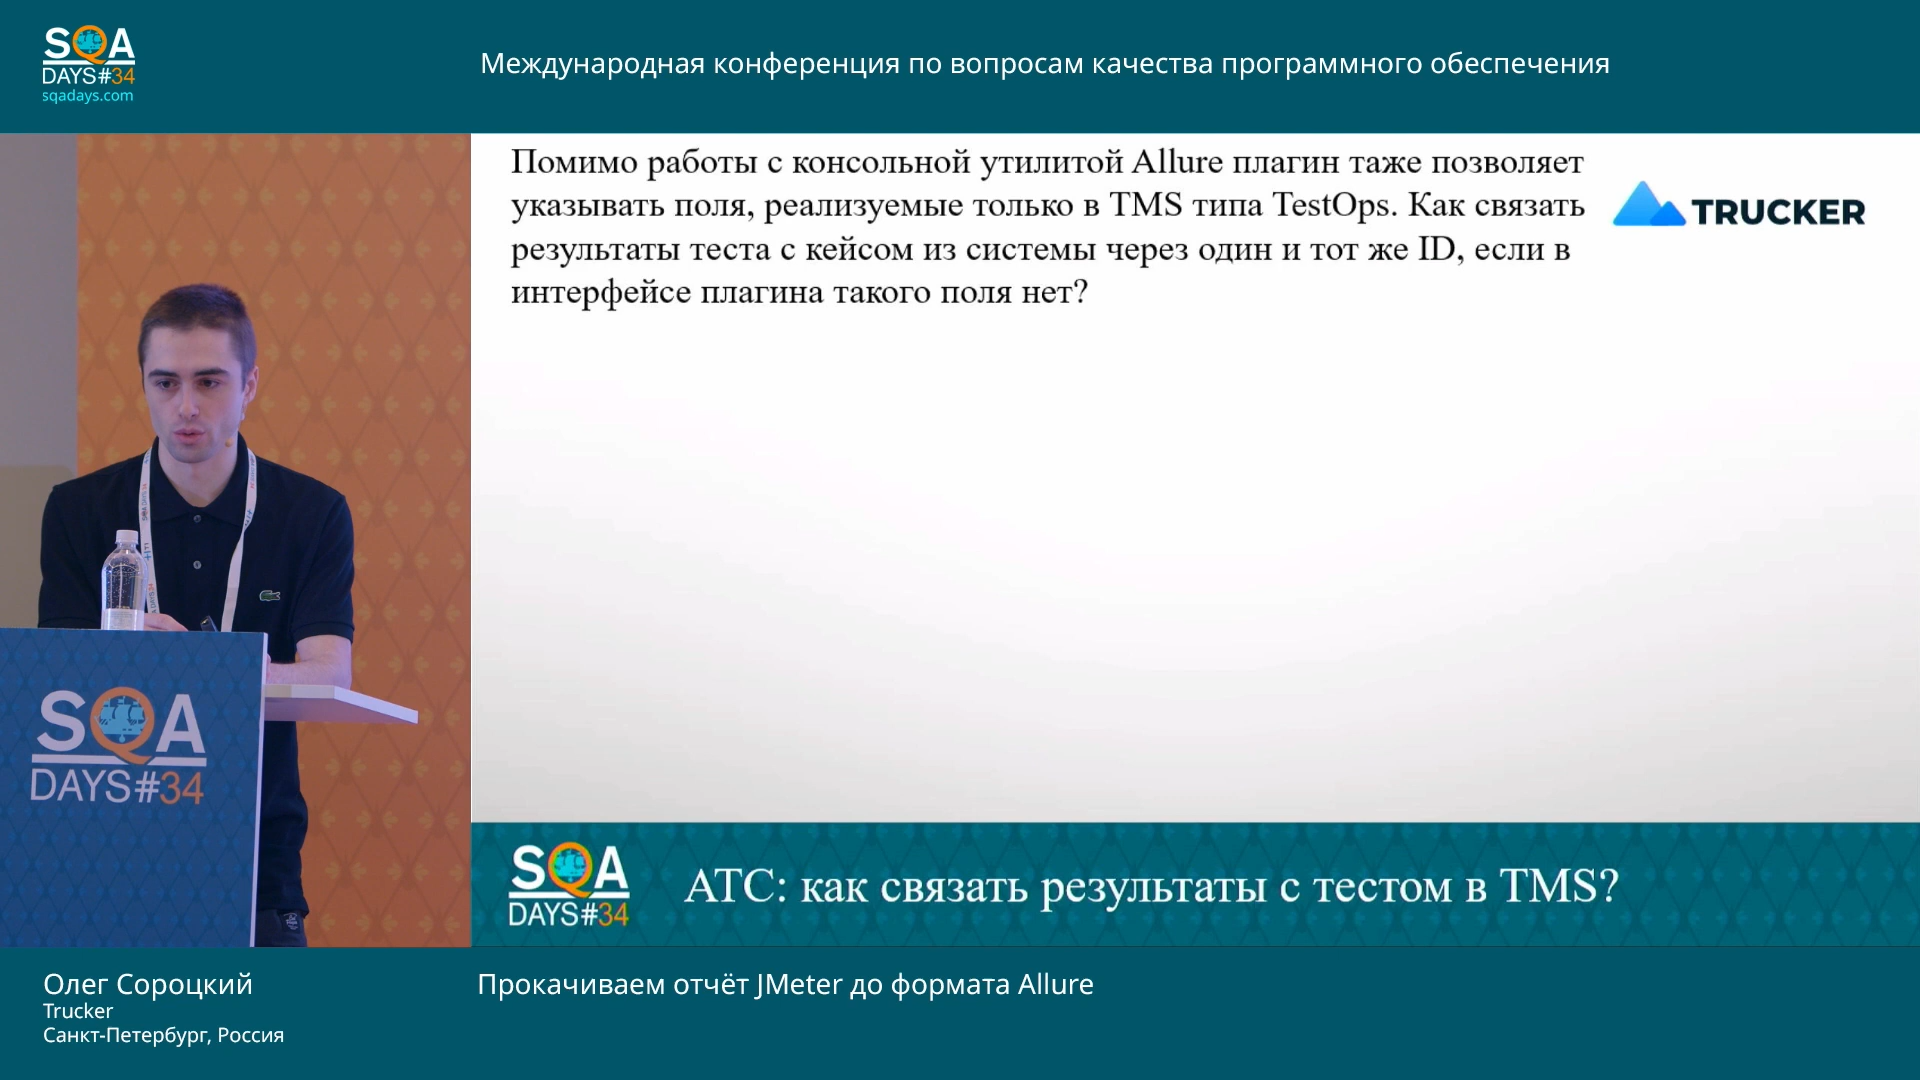 SQA
DAYS#34
sqadays.com
Международная конференция по вопросам качества программного обеспечения
Помимо работы с консольной утилитой Allure плагин таже позволяет
указывать поля, реализуемые только в TMS типа TestOps. Как связать
результаты теста с кейсом из системы через один и тот же ID, если в
интерфейсе плагина такого поля нет?
TRUCKER
SQA
DAYS#34
SQA
DAYS#34
АТС: как связать результаты с тестом в TMS?
Олег Сороцкий
Trucker
Санкт-Петербург, Россия
Прокачиваем отчёт JMeter до формата Allure